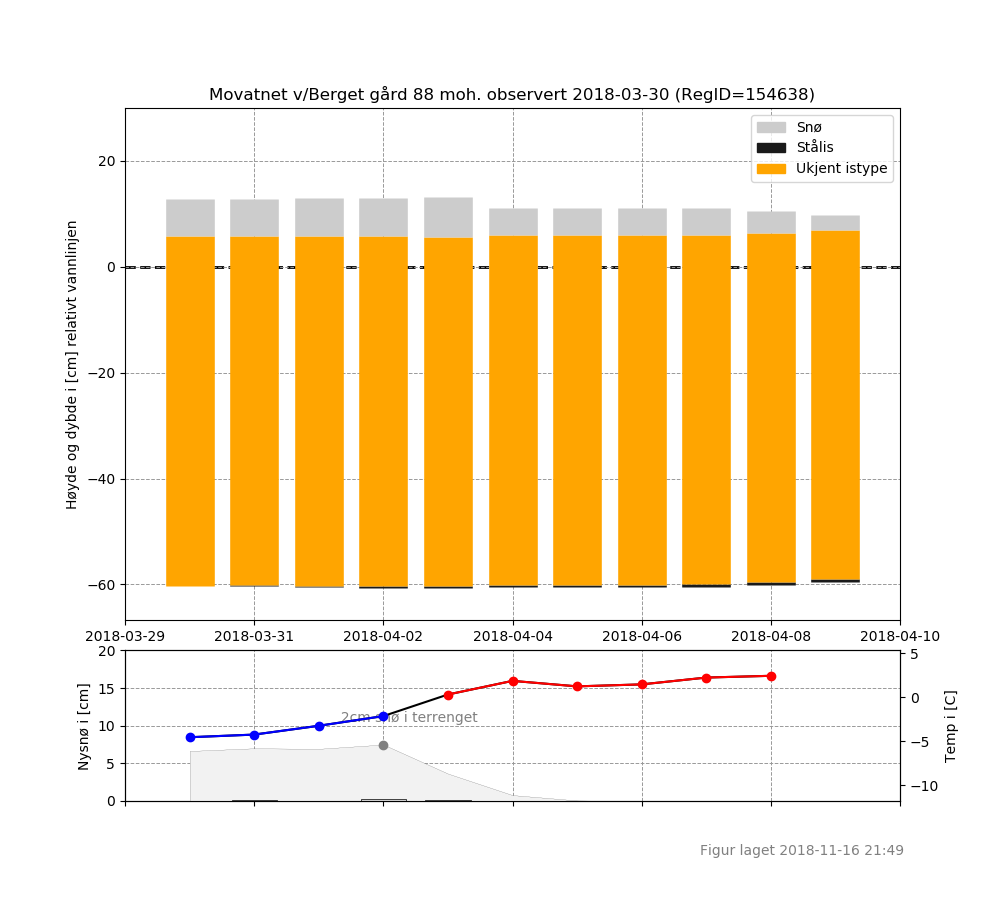 Movatnet v/Berget gård 88 moh. observert 2018-03-30 (RegID=154638)
Snø
Stålis
Ukjent istype
Høyde og dybde i [cm] relativt vannlinjen
20
0
−20
−40
−60
2018-03-29 2018-03-31 2018-04-02 2018-04-04 2018-04-06 2018-04-08 2018-04-10
Nysnø i [cm]
20
15
10
5
0
2cm snø i terrenget
5
0
−5
−10
Temp i [C]
Figur laget 2018-11-16 21:49